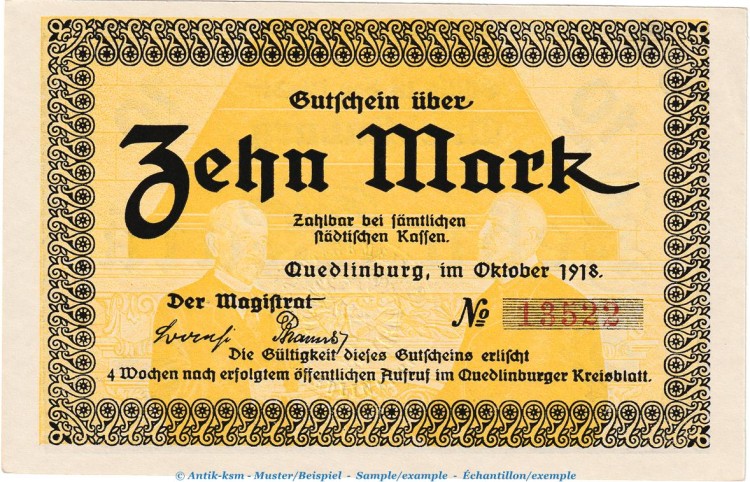 Gutschein über
Zehn Mark
Zahlbar bei sämtlichen
städtischen Kassen.
Quedlinburg, im Oktober 1918.
Der Magistrat
No 13522
Die Gültigkeit dieses Gutscheins erlischt
4 Wochen nach erfolgtem öffentlichen Aufruf im Quedlinburger Kreisblatt.
© Antik-ksm - Muster/Beispiel - Sample/example - Échantillon/exemple